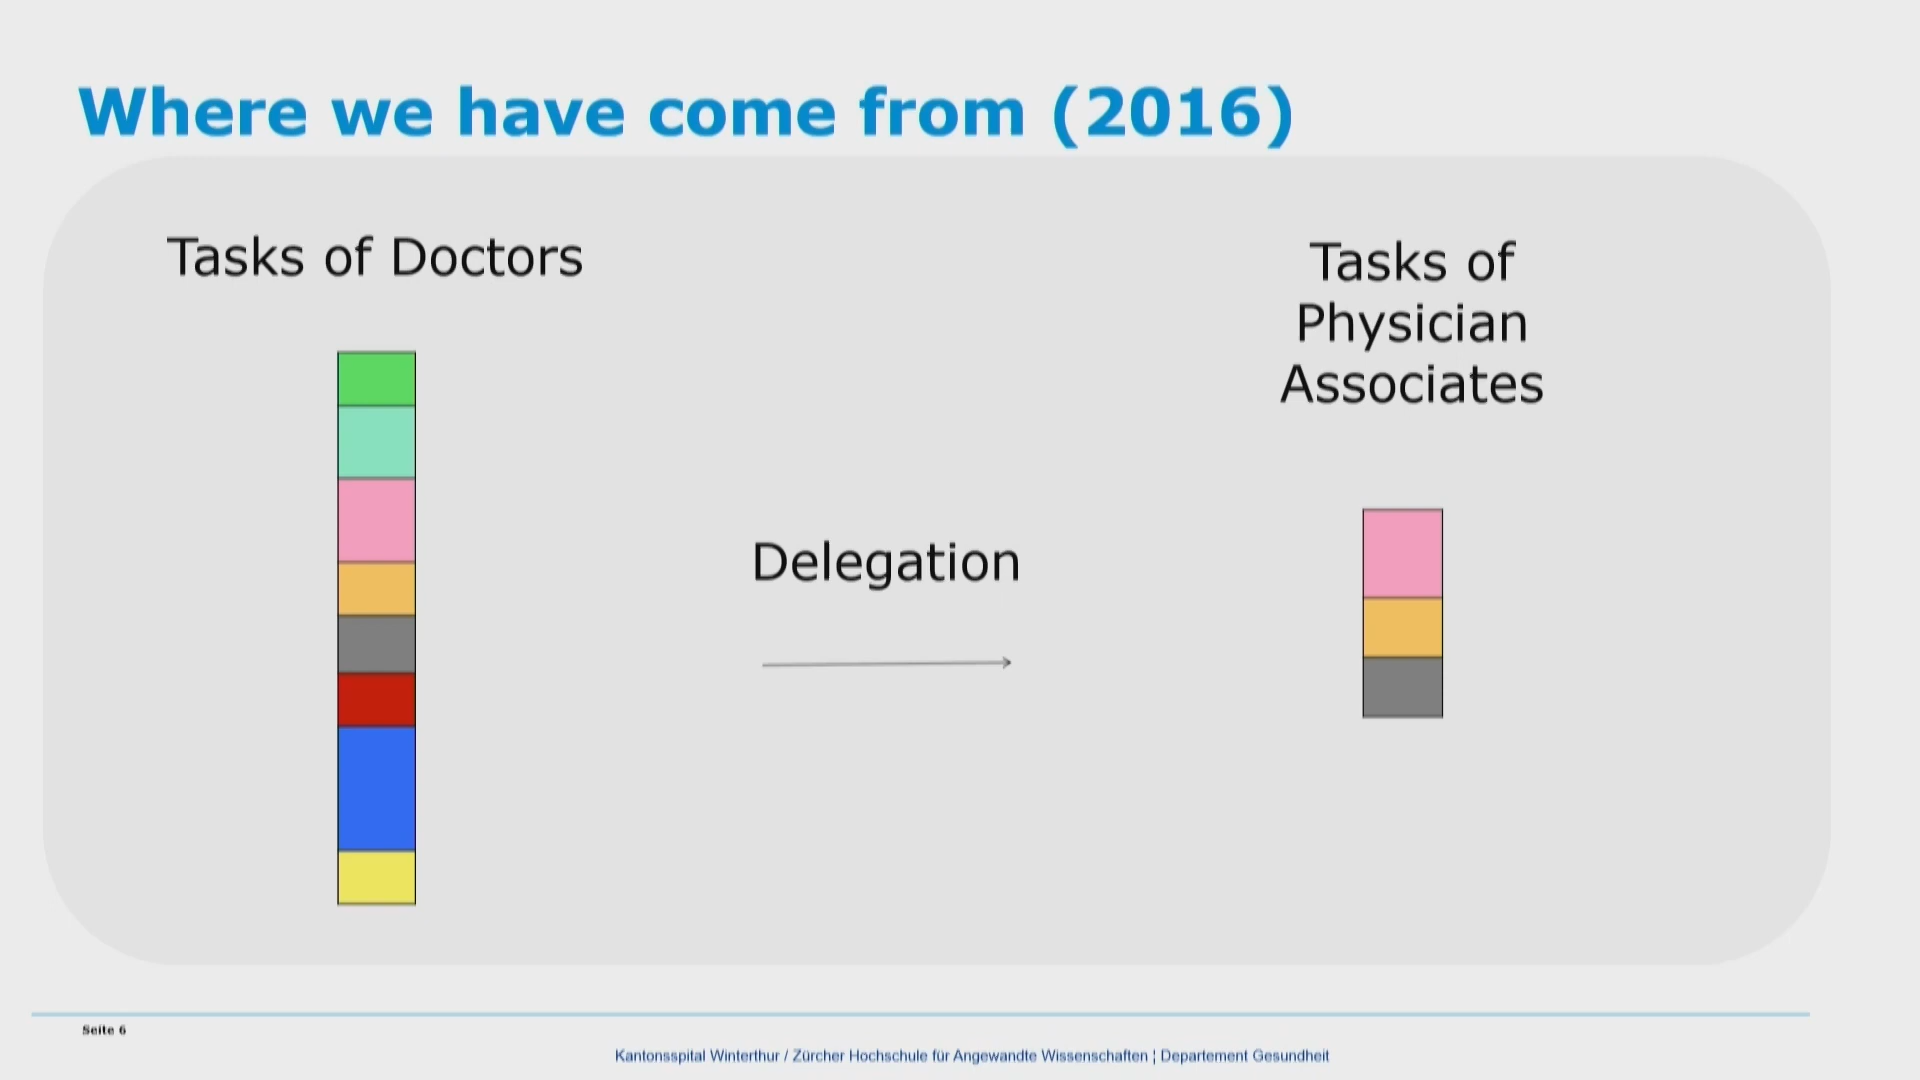 Where we have come from (2016)
Tasks of Doctors
Tasks of
Physician
Associates
Delegation
Seite 6
Kantonsspital Winterthur / Zürcher Hochschule für Angewandte Wissenschaften ¦ Departement Gesundheit